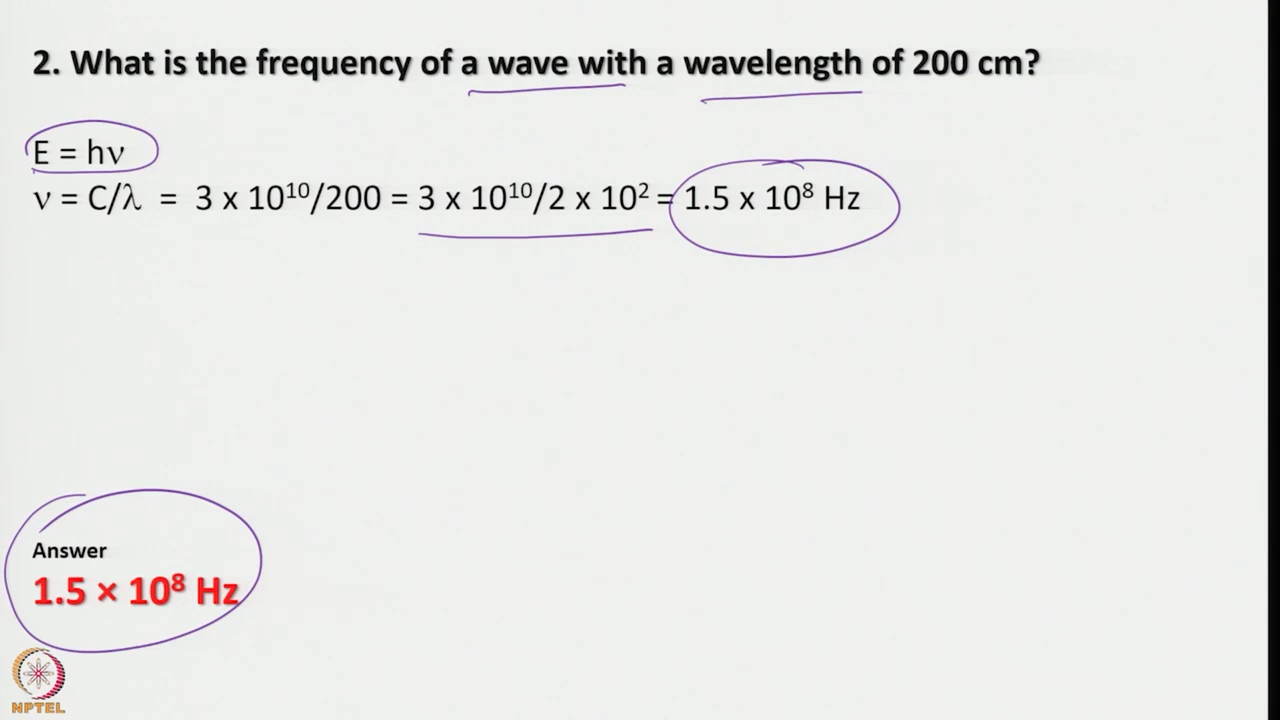 2. What is the frequency of a wave with a wavelength of 200 cm?
E = hν
ν = C/λ = 3 x 10¹⁰/200 = 3 x 10¹⁰/2 x 10² = 1.5 x 10⁸ Hz
Answer
1.5 × 10⁸ Hz
NPTEL